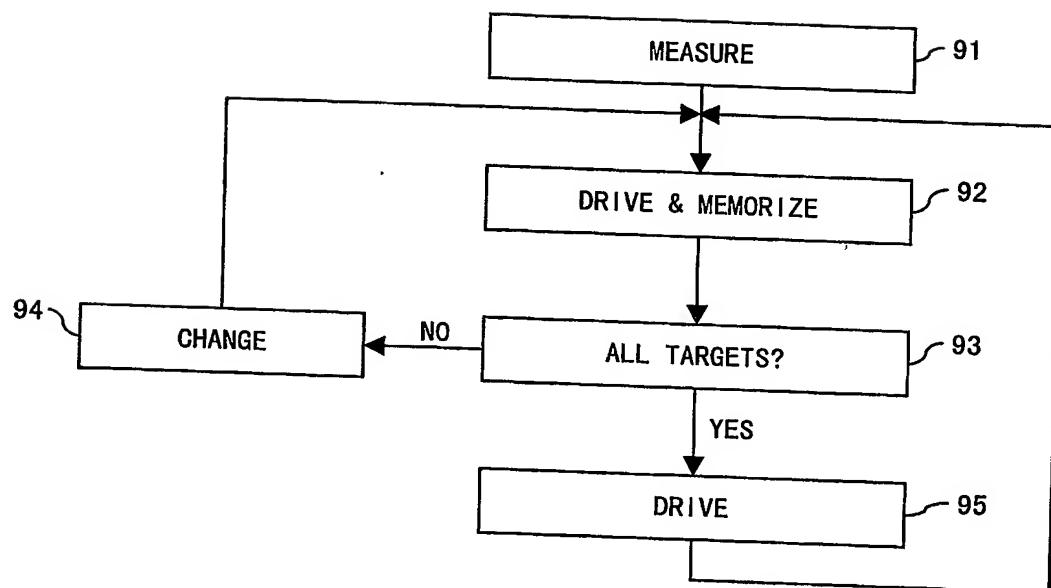 MEASURE
91
DRIVE & MEMORIZE
92
94
CHANGE
NO
ALL TARGETS?
93
YES
DRIVE
95